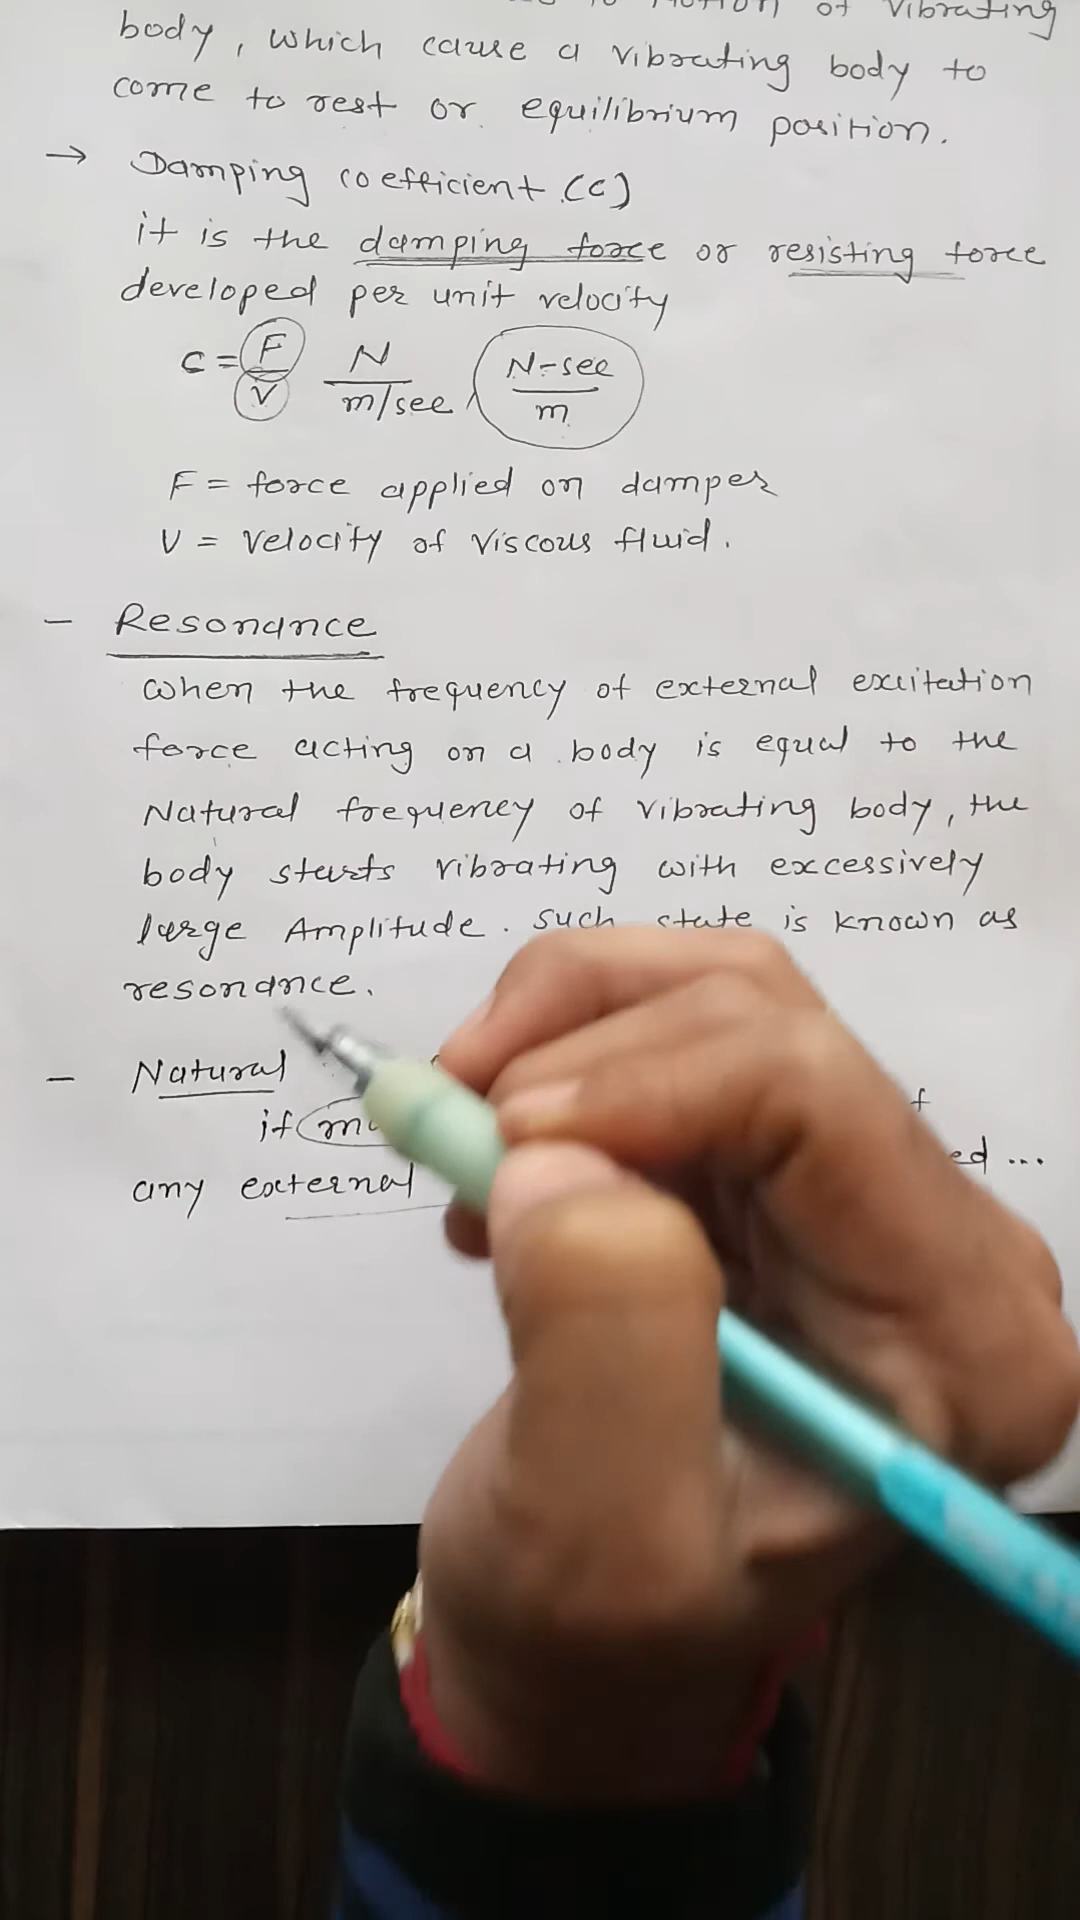 of vibrating
body, which cause a vibrating body to
come to rest or equilibrium position.
→ Damping coefficient (c)
it is the damping force or resisting force
developed per unit velocity
c = F/V N/m/sec, N-sec/m
F = force applied on damper
V = velocity of viscous fluid.
- Resonance
when the frequency of external excitation
force acting on a body is equal to the
Natural frequency of vibrating body, the
body starts vibrating with excessively
large Amplitude. such state is known as
resonance.
- Natural
if
any external